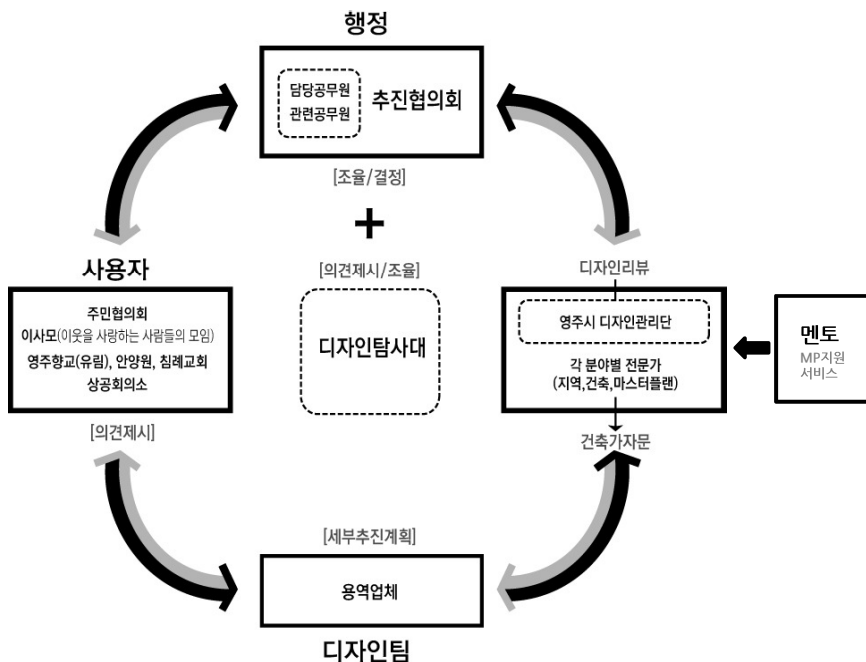 행정
담당공무원
관련공무원
추진협의회
[조율/결정]
+
[의견제시/조율]
디자인탐사대
사용자
주민협의회
이사모(이웃을 사랑하는 사람들의 모임)
영주향교(유림), 안양원, 침례교회
상공회의소
[의견제시]
디자인리뷰
영주시 디자인관리단
각 분야별 전문가
(지역,건축,마스터플랜)
건축가자문
멘토
MP지원
서비스
[세부추진계획]
용역업체
디자인팀